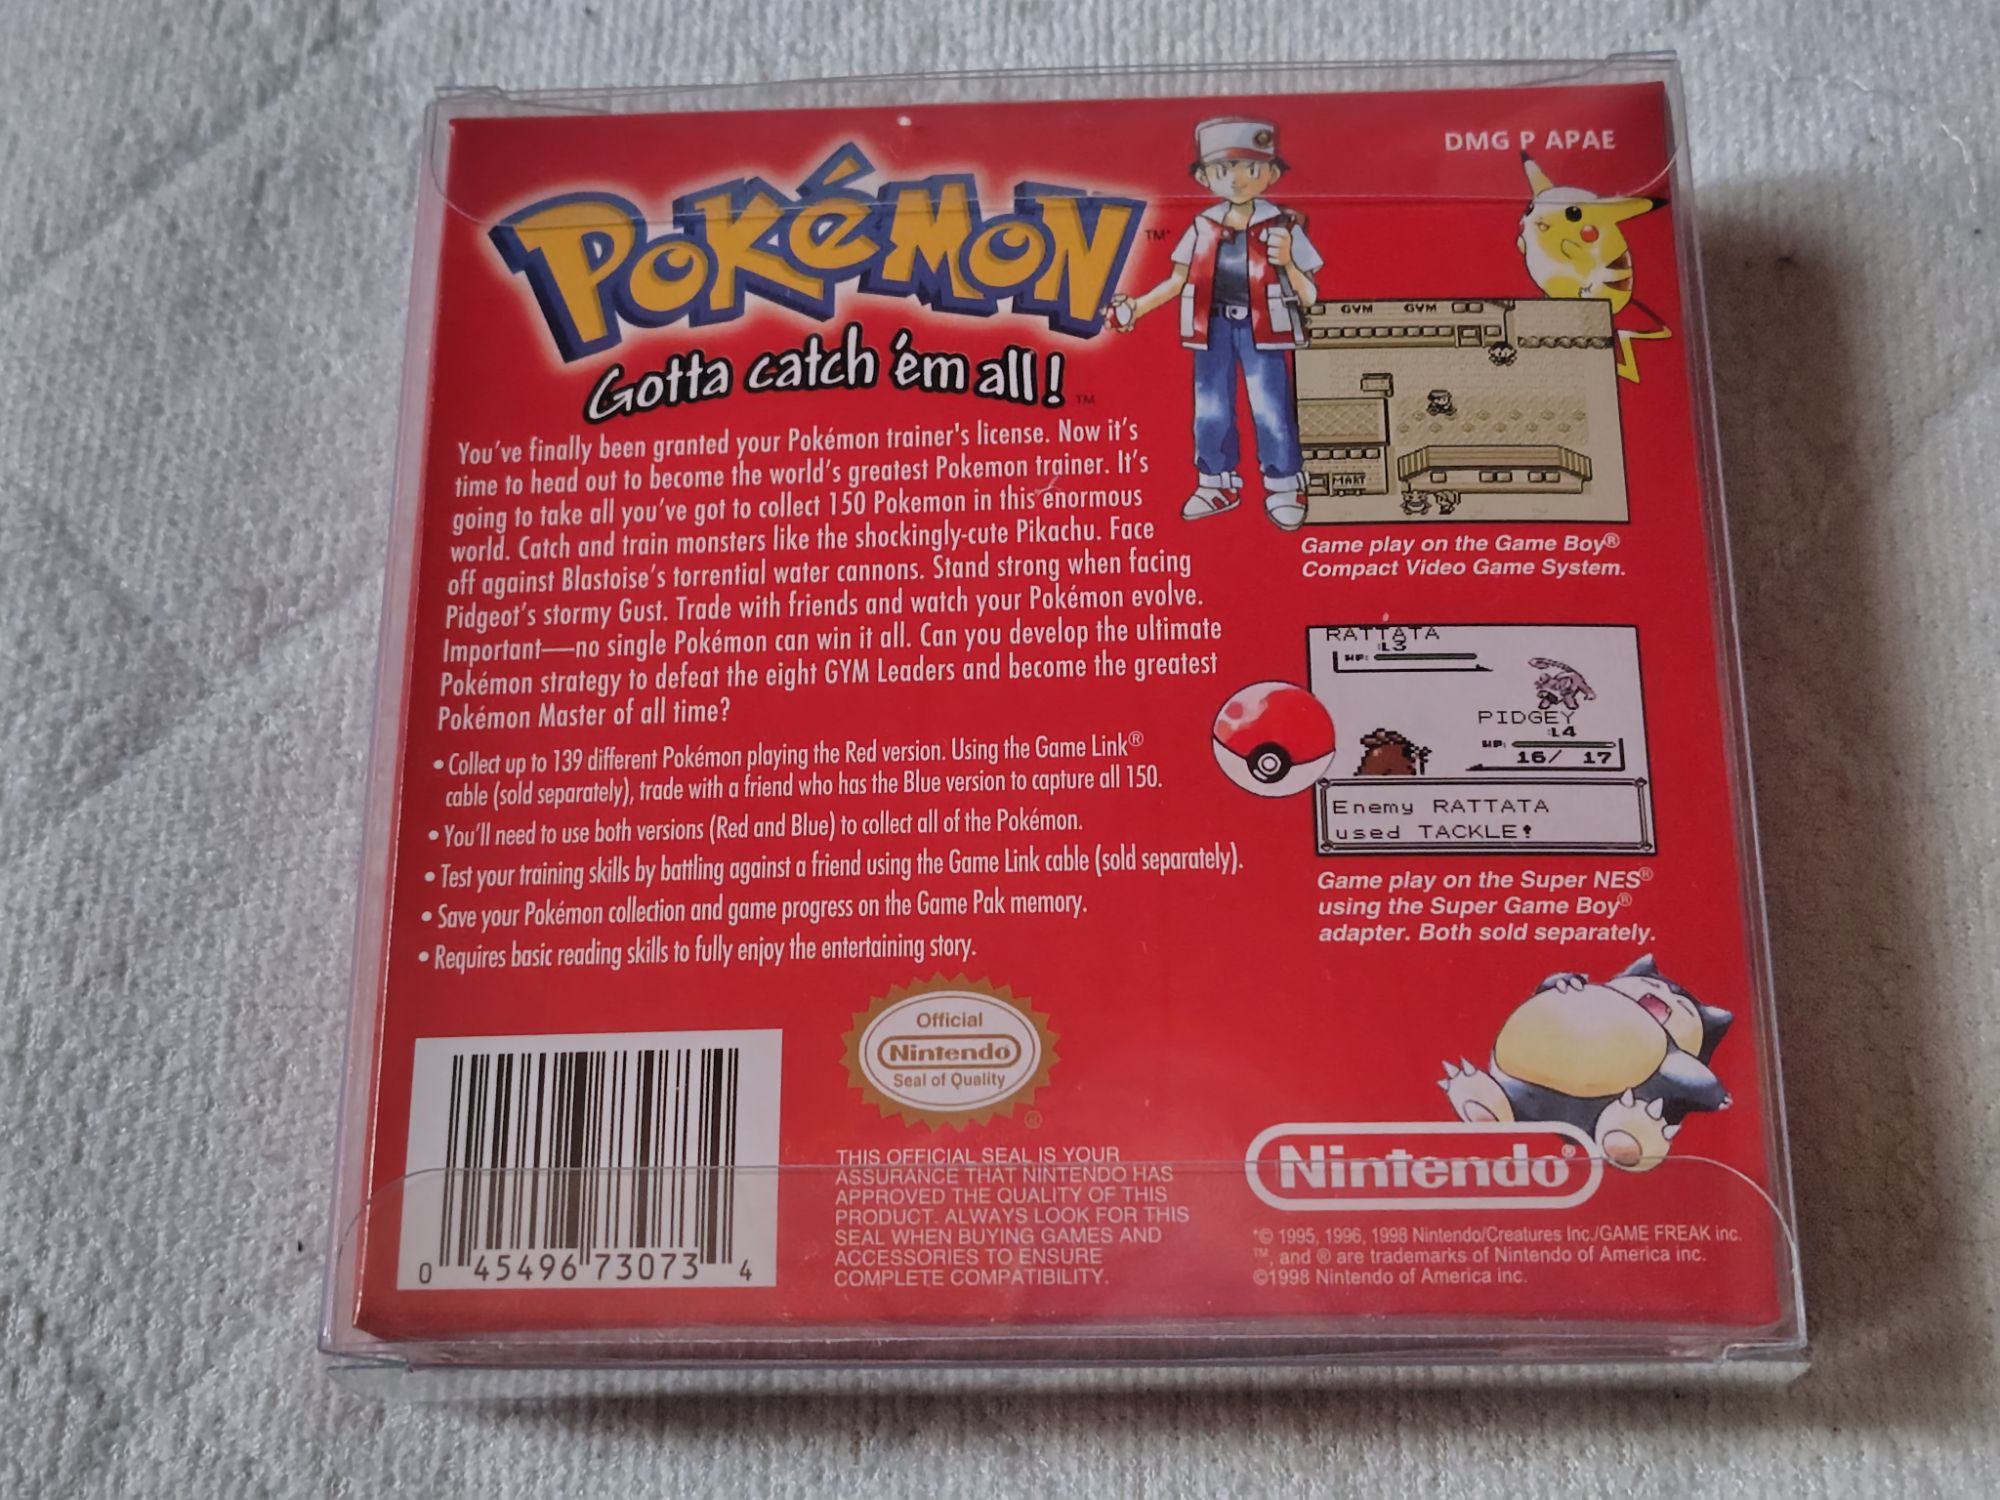 DMG P APAE
POKéMON
TM*
Gotta catch 'em all!
TM
You've finally been granted your Pokémon trainer's license. Now it's
time to head out to become the world's greatest Pokemon trainer. It's
going to take all you've got to collect 150 Pokemon in this enormous
world. Catch and train monsters like the shockingly-cute Pikachu. Face
off against Blastoise's torrential water cannons. Stand strong when facing
Pidgeot's stormy Gust. Trade with friends and watch your Pokémon evolve.
Important—no single Pokémon can win it all. Can you develop the ultimate
Pokémon strategy to defeat the eight GYM Leaders and become the greatest
Pokémon Master of all time?
• Collect up to 139 different Pokémon playing the Red version. Using the Game Link®
cable (sold separately), trade with a friend who has the Blue version to capture all 150.
• You'll need to use both versions (Red and Blue) to collect all of the Pokémon.
• Test your training skills by battling against a friend using the Game Link cable (sold separately).
• Save your Pokémon collection and game progress on the Game Pak memory.
• Requires basic reading skills to fully enjoy the entertaining story.
GYM GYM
MART
Game play on the Game Boy®
Compact Video Game System.
RATTATA
:L3
HP:
PIDGEY
:L4
HP:
16/ 17
Enemy RATTATA
used TACKLE!
Game play on the Super NES®
using the Super Game Boy®
adapter. Both sold separately.
0 45496 73073 4
Official
Nintendo
Seal of Quality
®
THIS OFFICIAL SEAL IS YOUR
ASSURANCE THAT NINTENDO HAS
APPROVED THE QUALITY OF THIS
PRODUCT. ALWAYS LOOK FOR THIS
SEAL WHEN BUYING GAMES AND
ACCESSORIES TO ENSURE
COMPLETE COMPATIBILITY.
Nintendo®
*© 1995, 1996, 1998 Nintendo/Creatures Inc./GAME FREAK inc.
TM, and ® are trademarks of Nintendo of America inc.
©1998 Nintendo of America inc.